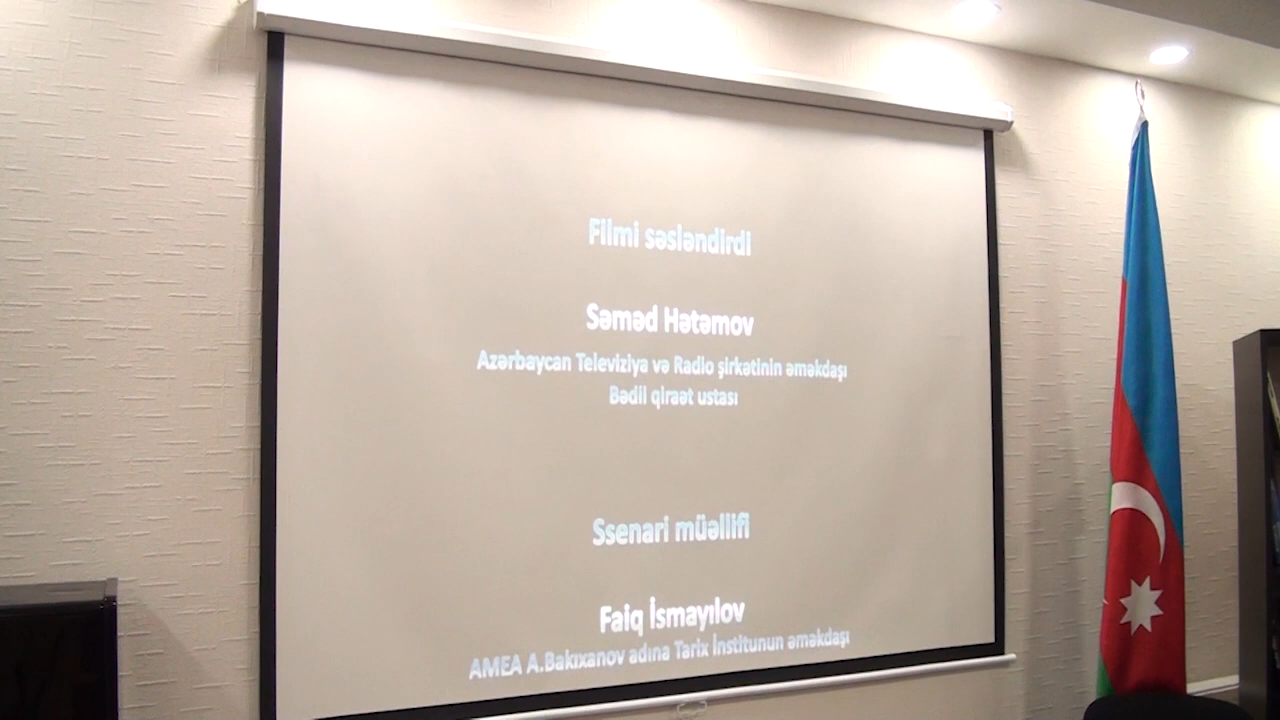 Filmi səsləndirdi
Səməd Hətəmov
Azərbaycan Televiziya və Radio şirkətinin əməkdaşı
Bədil qiraət ustası
Ssenari müəllifi
Faiq İsmayılov
AMEA A.Bakıxanov adına Tarix İnstitunun əməkdaşı